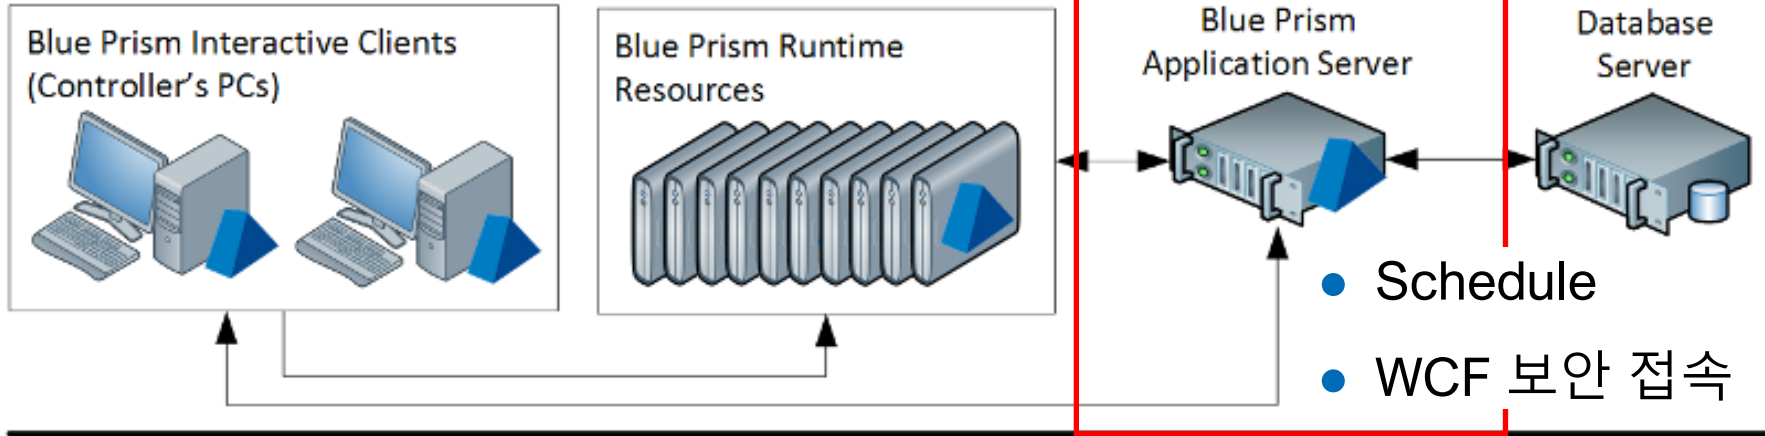 Blue Prism Interactive Clients
(Controller's PCs)
Blue Prism Runtime
Resources
Blue Prism
Application Server
Database
Server
• Schedule
• WCF 보안 접속